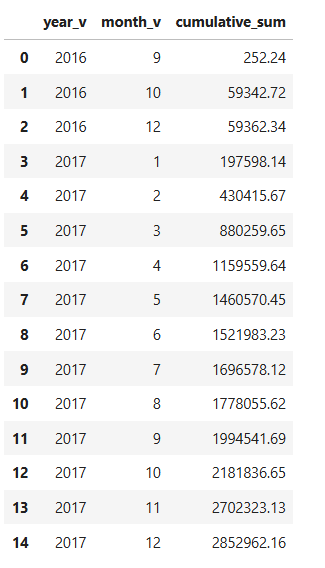 year_v month_v cumulative_sum
0 2016 9 252.24
1 2016 10 59342.72
2 2016 12 59362.34
3 2017 1 197598.14
4 2017 2 430415.67
5 2017 3 880259.65
6 2017 4 1159559.64
7 2017 5 1460570.45
8 2017 6 1521983.23
9 2017 7 1696578.12
10 2017 8 1778055.62
11 2017 9 1994541.69
12 2017 10 2181836.65
13 2017 11 2702323.13
14 2017 12 2852962.16